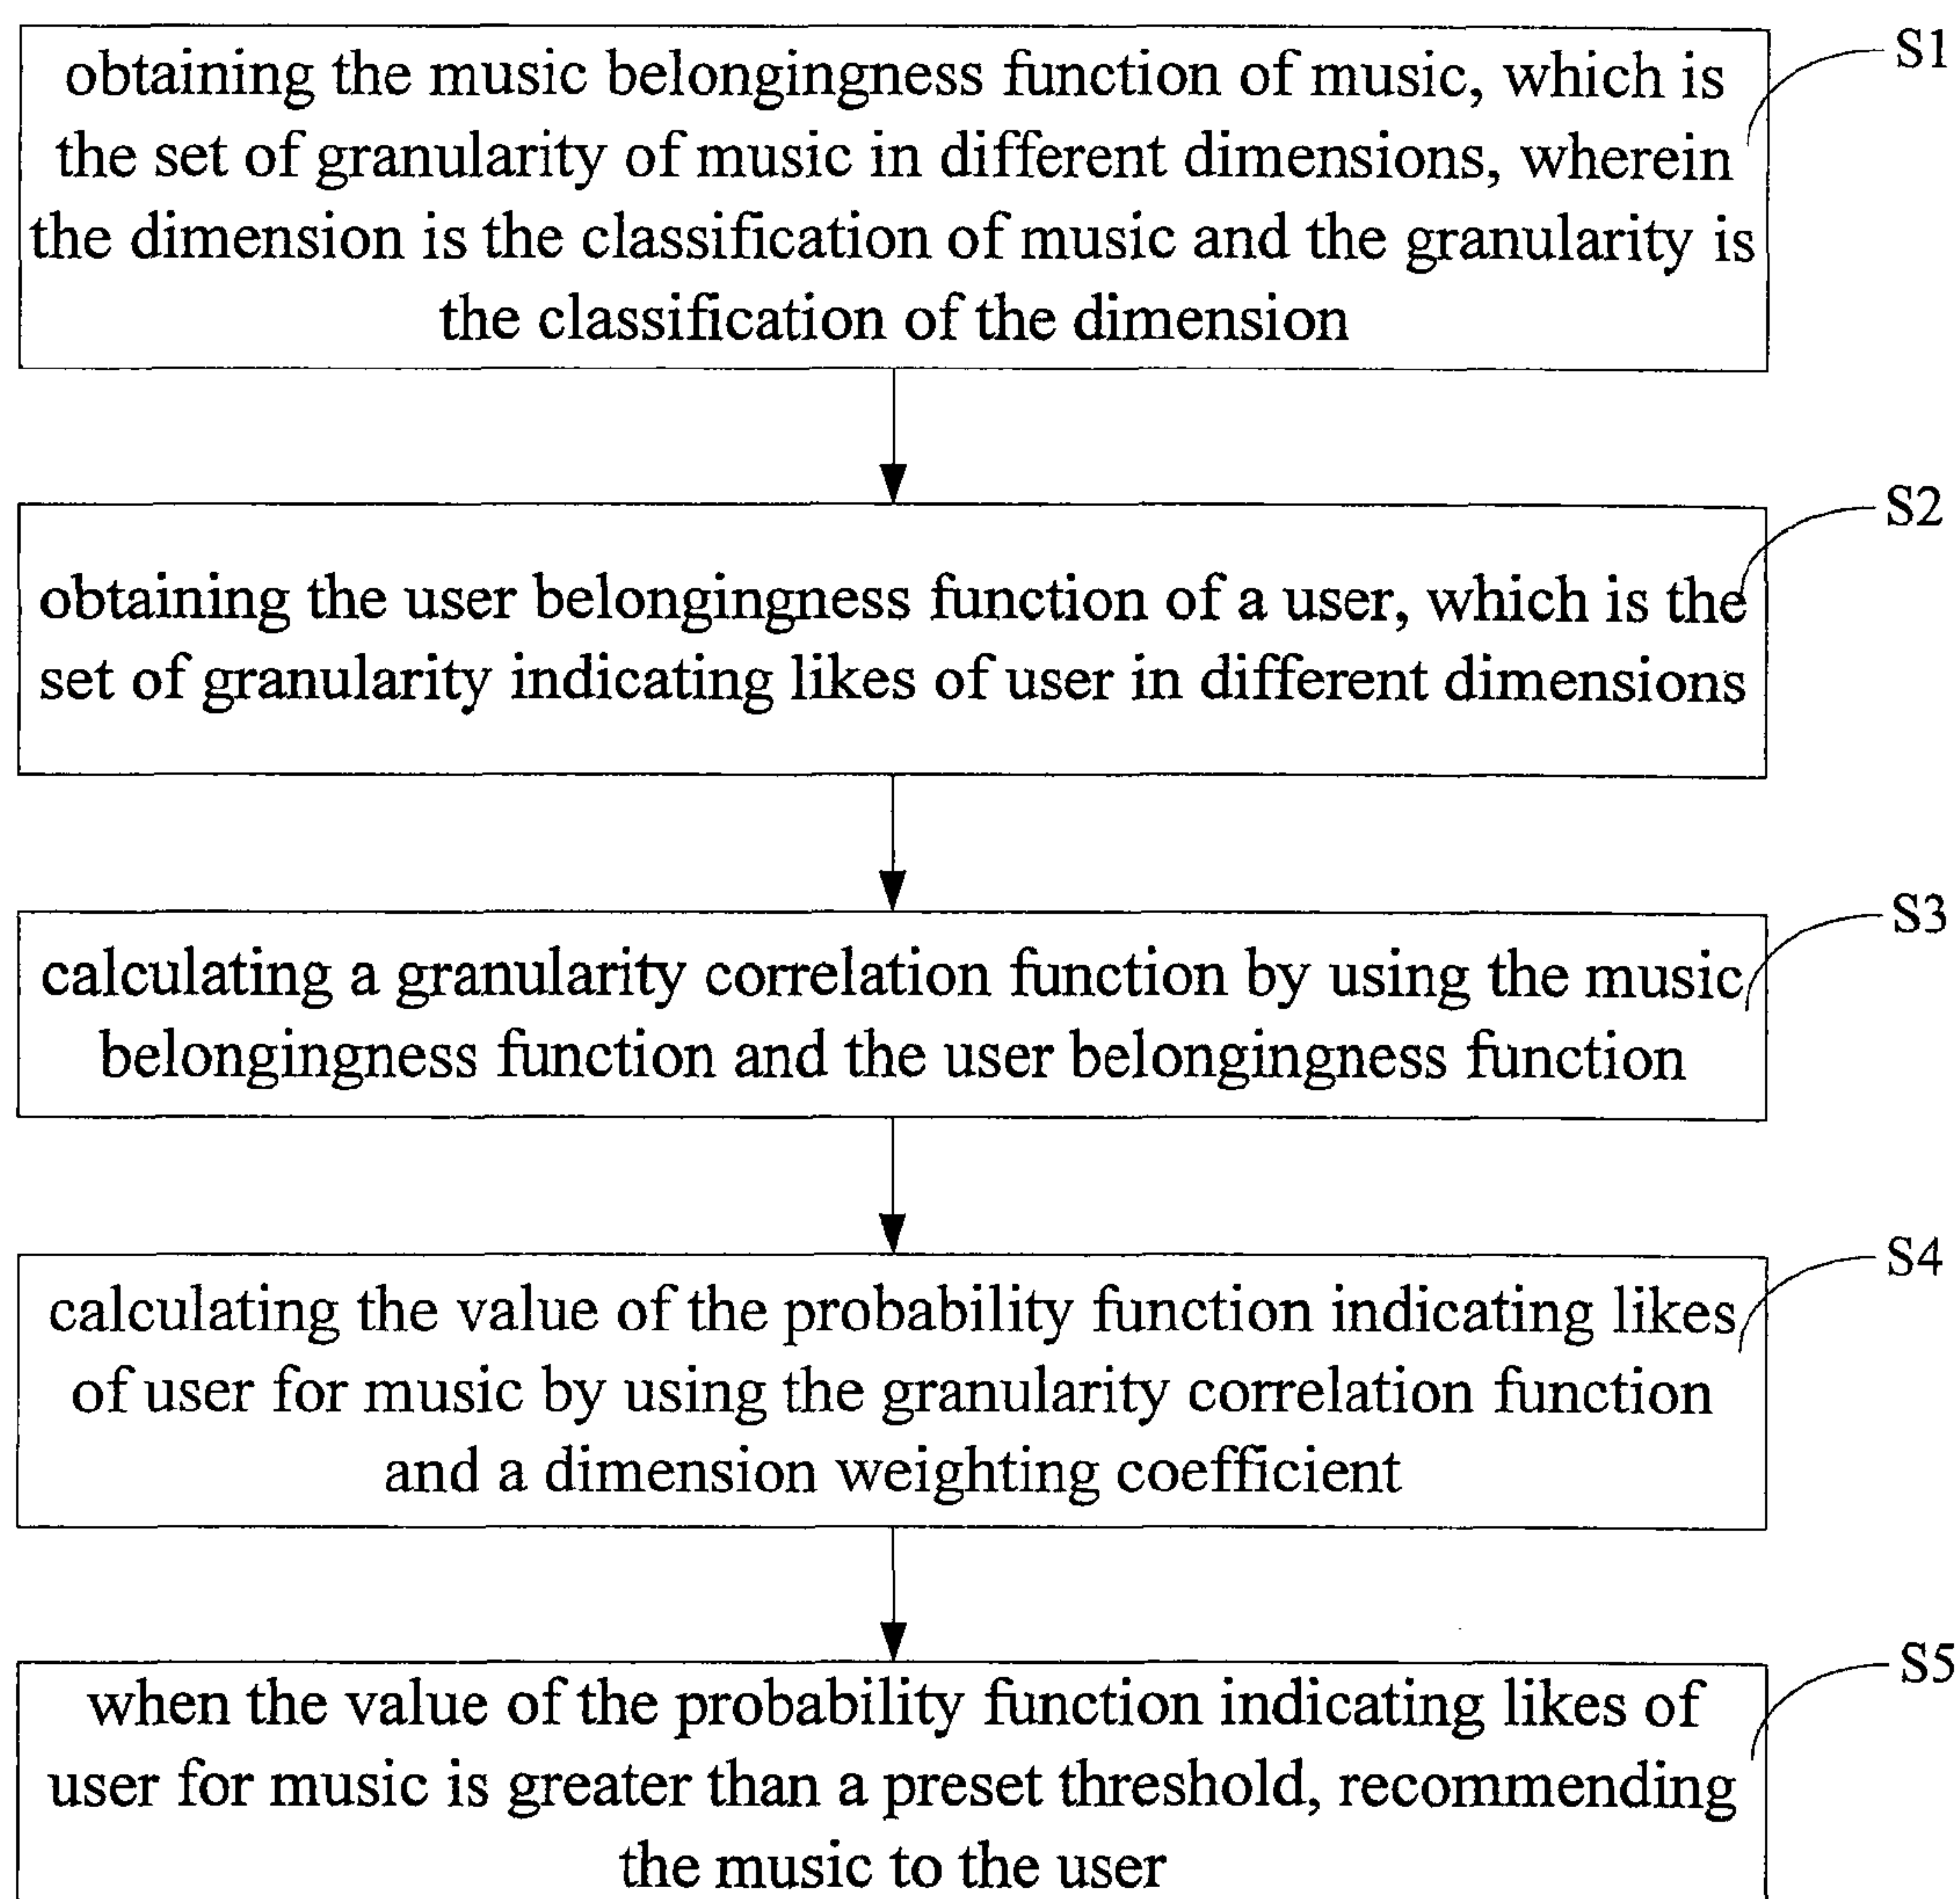 obtaining the music belongingness function of music, which is
the set of granularity of music in different dimensions, wherein
the dimension is the classification of music and the granularity is
the classification of the dimension
S1
obtaining the user belongingness function of a user, which is the
set of granularity indicating likes of user in different dimensions
S2
calculating a granularity correlation function by using the music
belongingness function and the user belongingness function
S3
calculating the value of the probability function indicating likes
of user for music by using the granularity correlation function
and a dimension weighting coefficient
S4
when the value of the probability function indicating likes of
user for music is greater than a preset threshold, recommending
the music to the user
S5